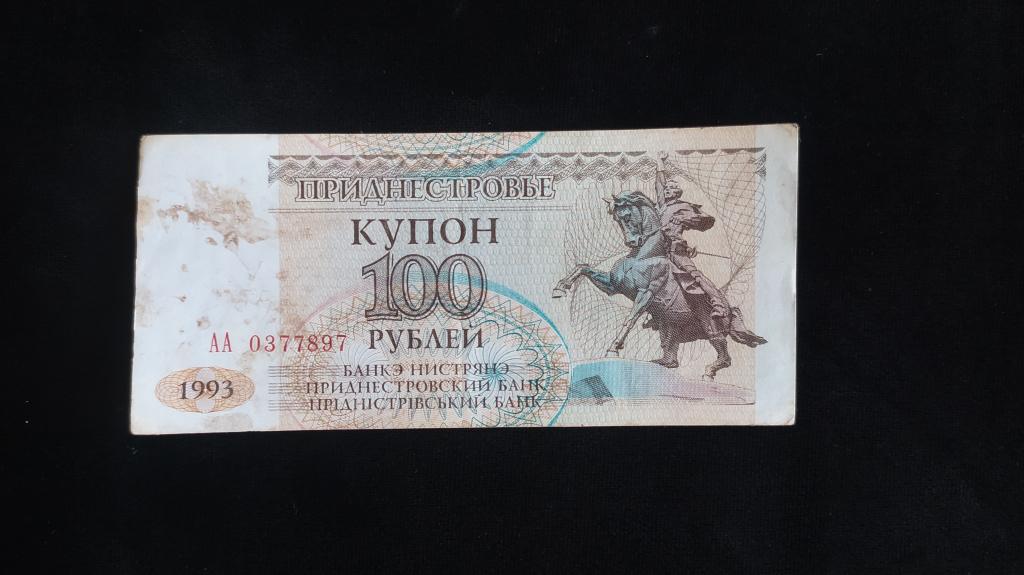 ПРИДНЕСТРОВЬЕ
КУПОН
100
РУБЛЕЙ
АА 0377897
1993
БАНКЭ НИСТРЯНЭ
ПРИДНЕСТРОВСКИЙ БАНК
ПРІДНІСТРІВСЬКИЙ БАНК